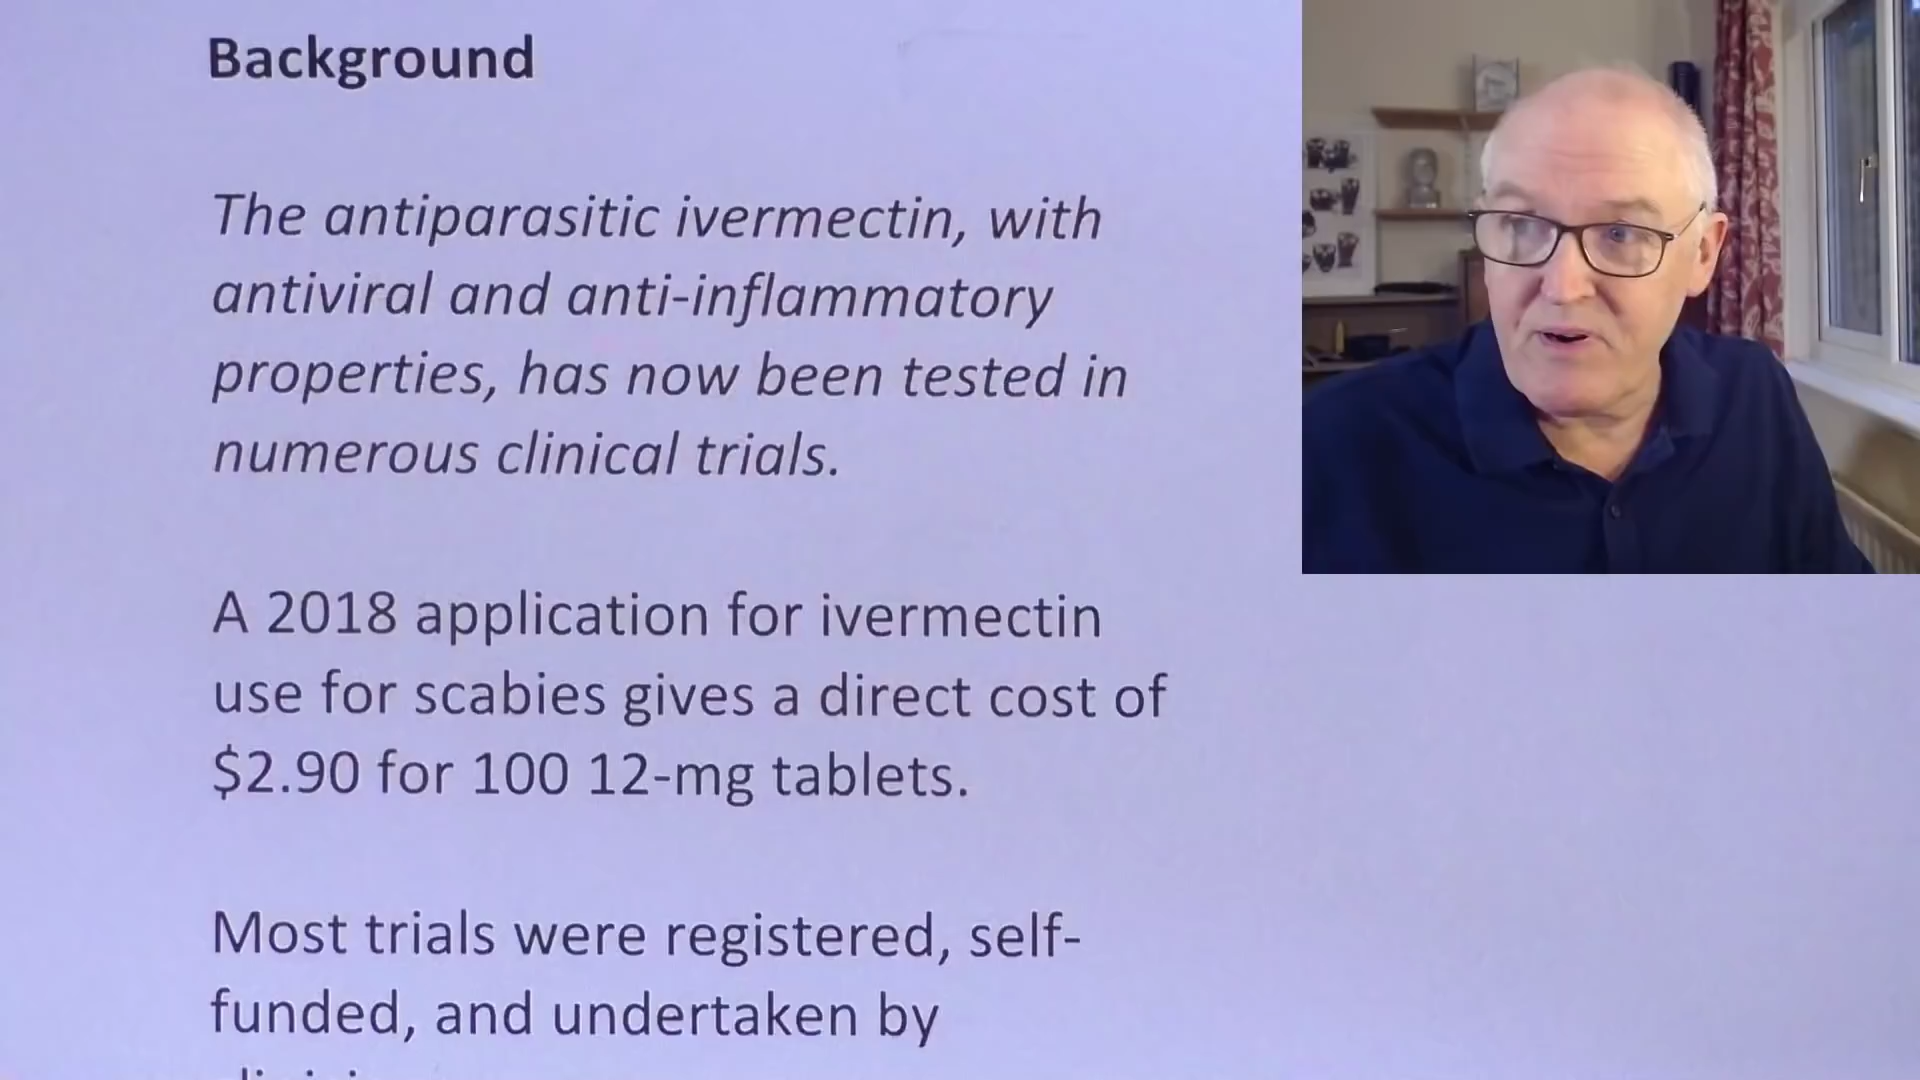 Background
The antiparasitic ivermectin, with
antiviral and anti-inflammatory
properties, has now been tested in
numerous clinical trials.
A 2018 application for ivermectin
use for scabies gives a direct cost of
$2.90 for 100 12-mg tablets.
Most trials were registered, self-
funded, and undertaken by